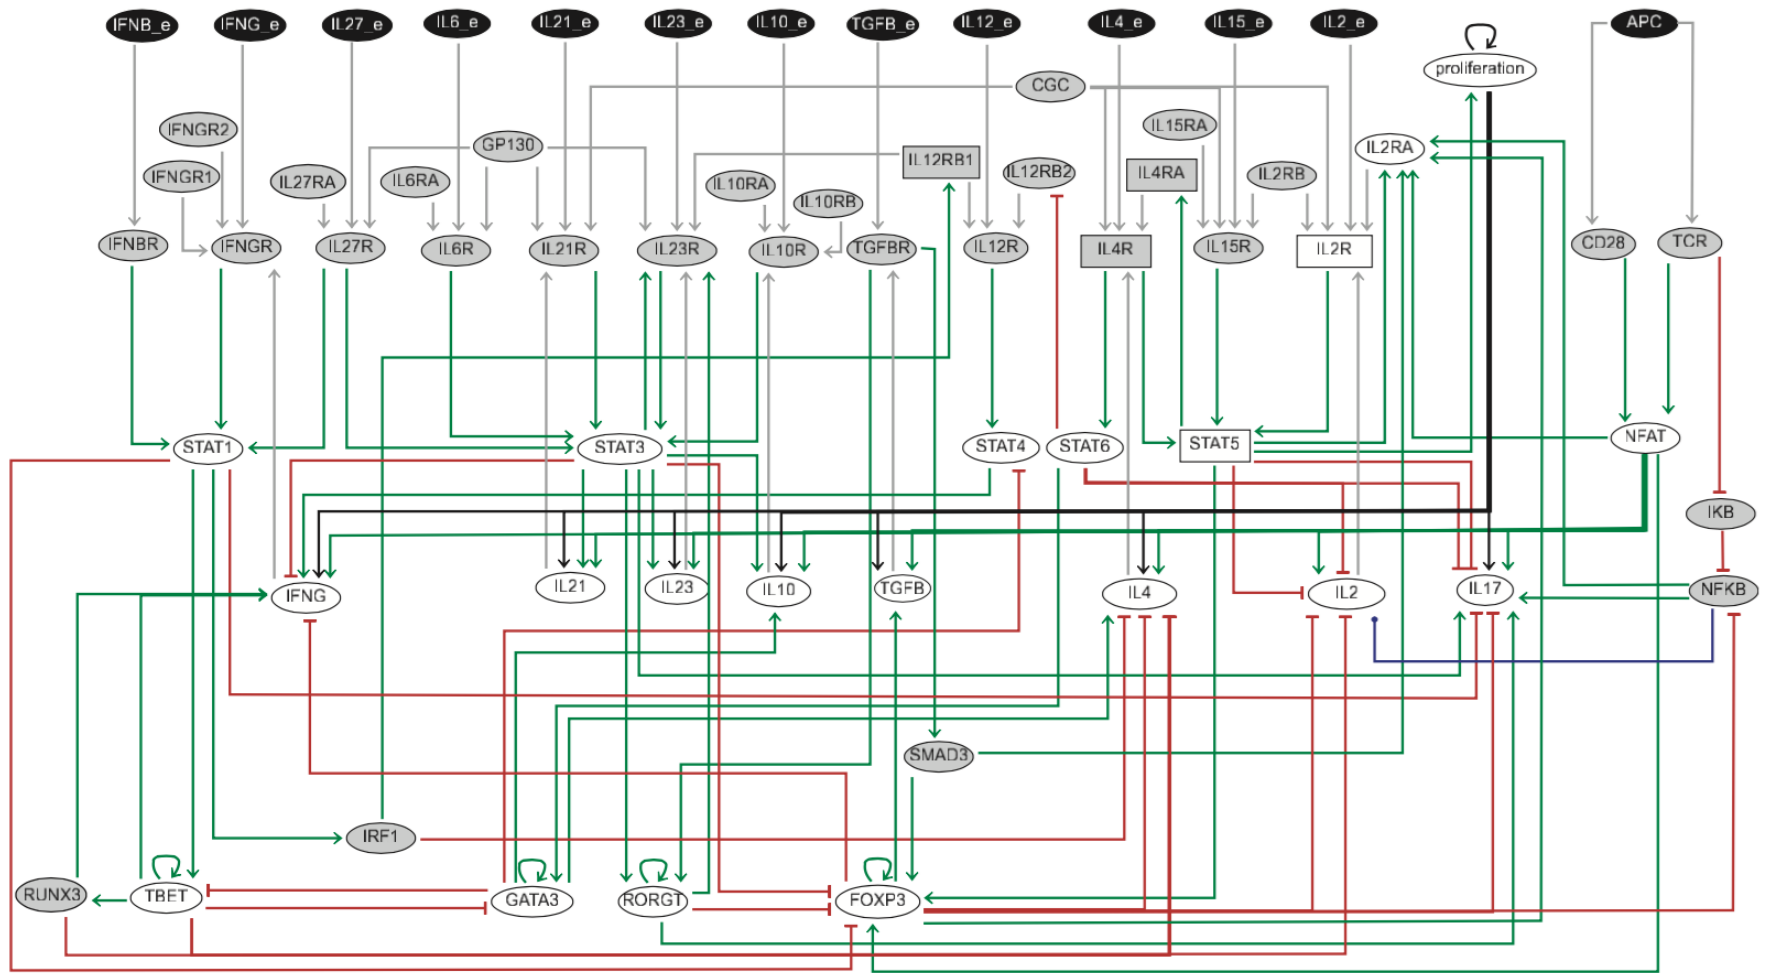 IFNB_e IFNG_e IL27_e IL6_e IL21_e IL23_e IL10_e TGFB_e IL12_e IL4_e IL15_e IL2_e APC
proliferation
CGC
IFNGR2 GP130 IL15RA IL2RA
IFNGR1 IL27RA IL6RA IL10RA IL10RB IL12RB1 IL12RB2 IL4RA IL2RB
IFNBR IFNGR IL27R IL6R IL21R IL23R IL10R TGFBR IL12R IL4R IL15R IL2R CD28 TCR
STAT1 STAT3 STAT4 STAT6 STAT5 NFAT
IKB
IFNG IL21 IL23 IL10 TGFB IL4 IL2 IL17 NFKB
SMAD3
IRF1
RUNX3 TBET GATA3 RORGT FOXP3